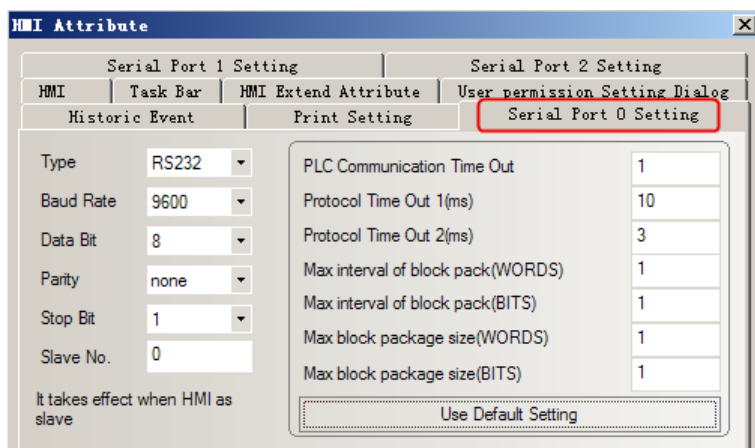 HMI Attribute
Serial Port 1 Setting Serial Port 2 Setting
HMI Task Bar HMI Extend Attribute User permission Setting Dialog
Historic Event Print Setting Serial Port 0 Setting
Type RS232
Baud Rate 9600
Data Bit 8
Parity none
Stop Bit 1
Slave No. 0
It takes effect when HMI as
slave
PLC Communication Time Out 1
Protocol Time Out 1(ms) 10
Protocol Time Out 2(ms) 3
Max interval of block pack(WORDS) 1
Max interval of block pack(BITS) 1
Max block package size(WORDS) 1
Max block package size(BITS) 1
Use Default Setting